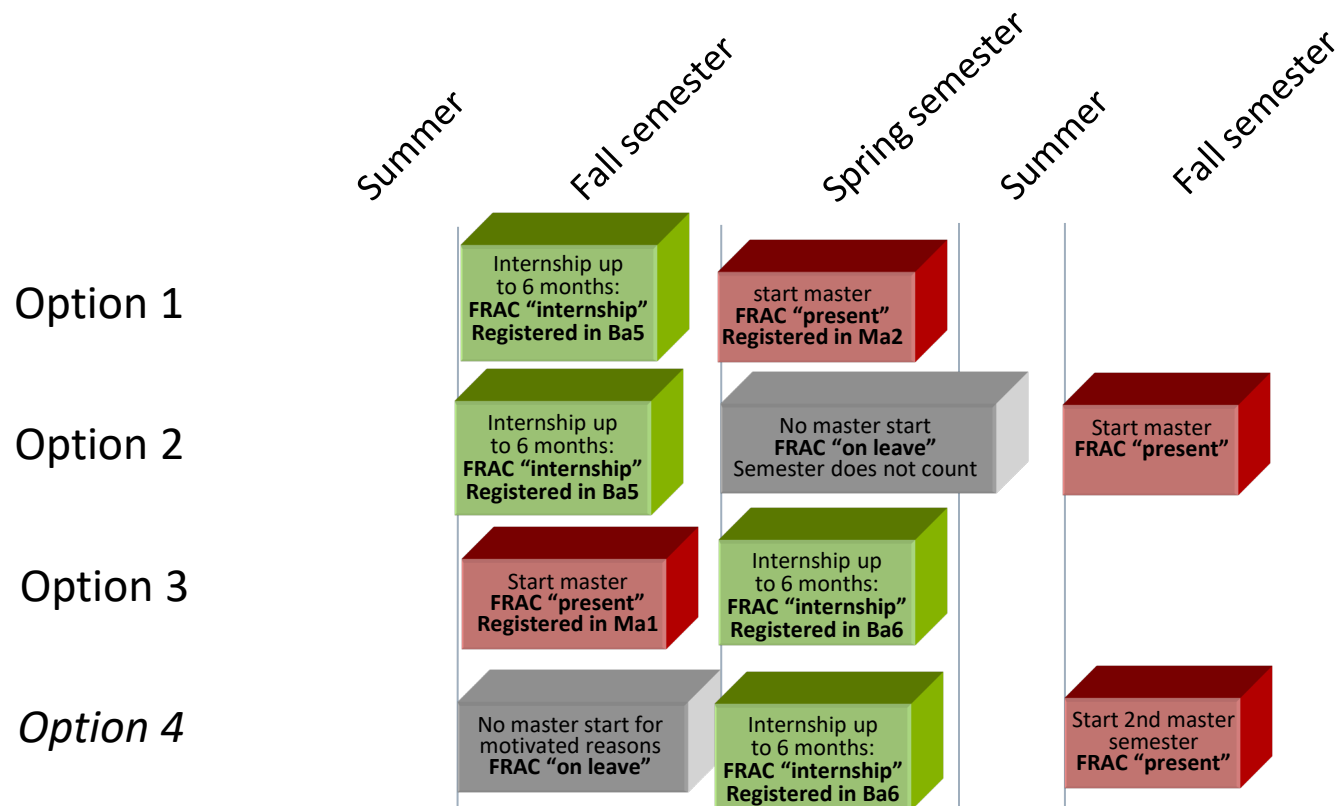 Summer
Fall semester
Spring semester
Summer
Fall semester
Option 1
Internship up
to 6 months:
FRAC “internship”
Registered in Ba5
start master
FRAC “present”
Registered in Ma2
Option 2
Internship up
to 6 months:
FRAC “internship”
Registered in Ba5
No master start
FRAC “on leave”
Semester does not count
Start master
FRAC “present”
Option 3
Start master
FRAC “present”
Registered in Ma1
Internship up
to 6 months:
FRAC “internship”
Registered in Ba6
Option 4
No master start for
motivated reasons
FRAC “on leave”
Internship up
to 6 months:
FRAC “internship”
Registered in Ba6
Start 2nd master
semester
FRAC “present”